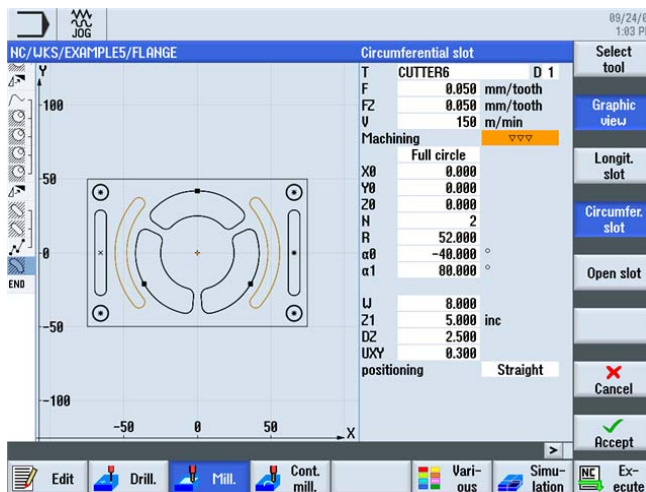 JOG
09/24/0
1:03 P
NC/WKS/EXAMPLE5/FLANGE
Circumferential slot
Select
tool
Graphic
view
Longit.
slot
Circumfer.
slot
Open slot
Cancel
Accept
Y
100
50
0
-50
-100
-50 0 50 X
END
T CUTTER6 D 1
F 0.050 mm/tooth
FZ 0.050 mm/tooth
V 150 m/min
Machining ▽▽▽
Full circle
X0 0.000
Y0 0.000
Z0 0.000
N 2
R 52.000
α0 -40.000 °
α1 80.000 °
W 8.000
Z1 5.000 inc
DZ 2.500
UXY 0.300
positioning Straight
>
Edit
Drill.
Mill.
Cont.
mill.
Vari-
ous
Simu-
lation
NC
Ex-
ecute